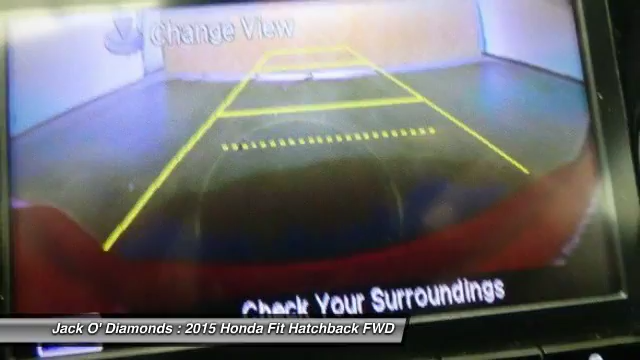 Change View
Check Your Surroundings
Jack O' Diamonds : 2015 Honda Fit Hatchback FWD